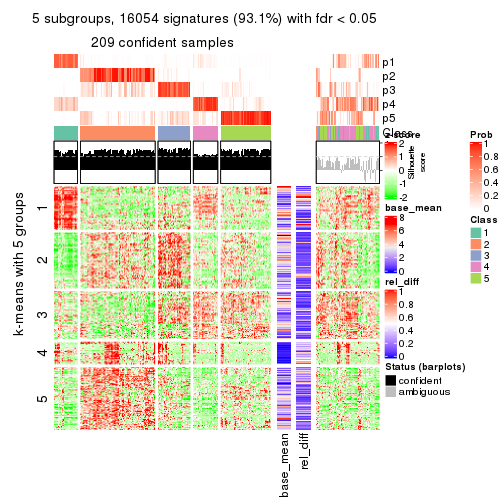 5 subgroups, 16054 signatures (93.1%) with fdr < 0.05
209 confident samples
p1
p2
p3
p4
p5
Class
Silhouette
score
k-means with 5 groups
1
2
3
4
5
base_mean
rel_diff
z-score
2
1
0
-1
-2
base_mean
8
6
4
2
0
rel_diff
1
0.8
0.6
0.4
0.2
0
Status (barplots)
confident
ambiguous
Prob
1
0.8
0.6
0.4
0.2
0
Class
1
2
3
4
5